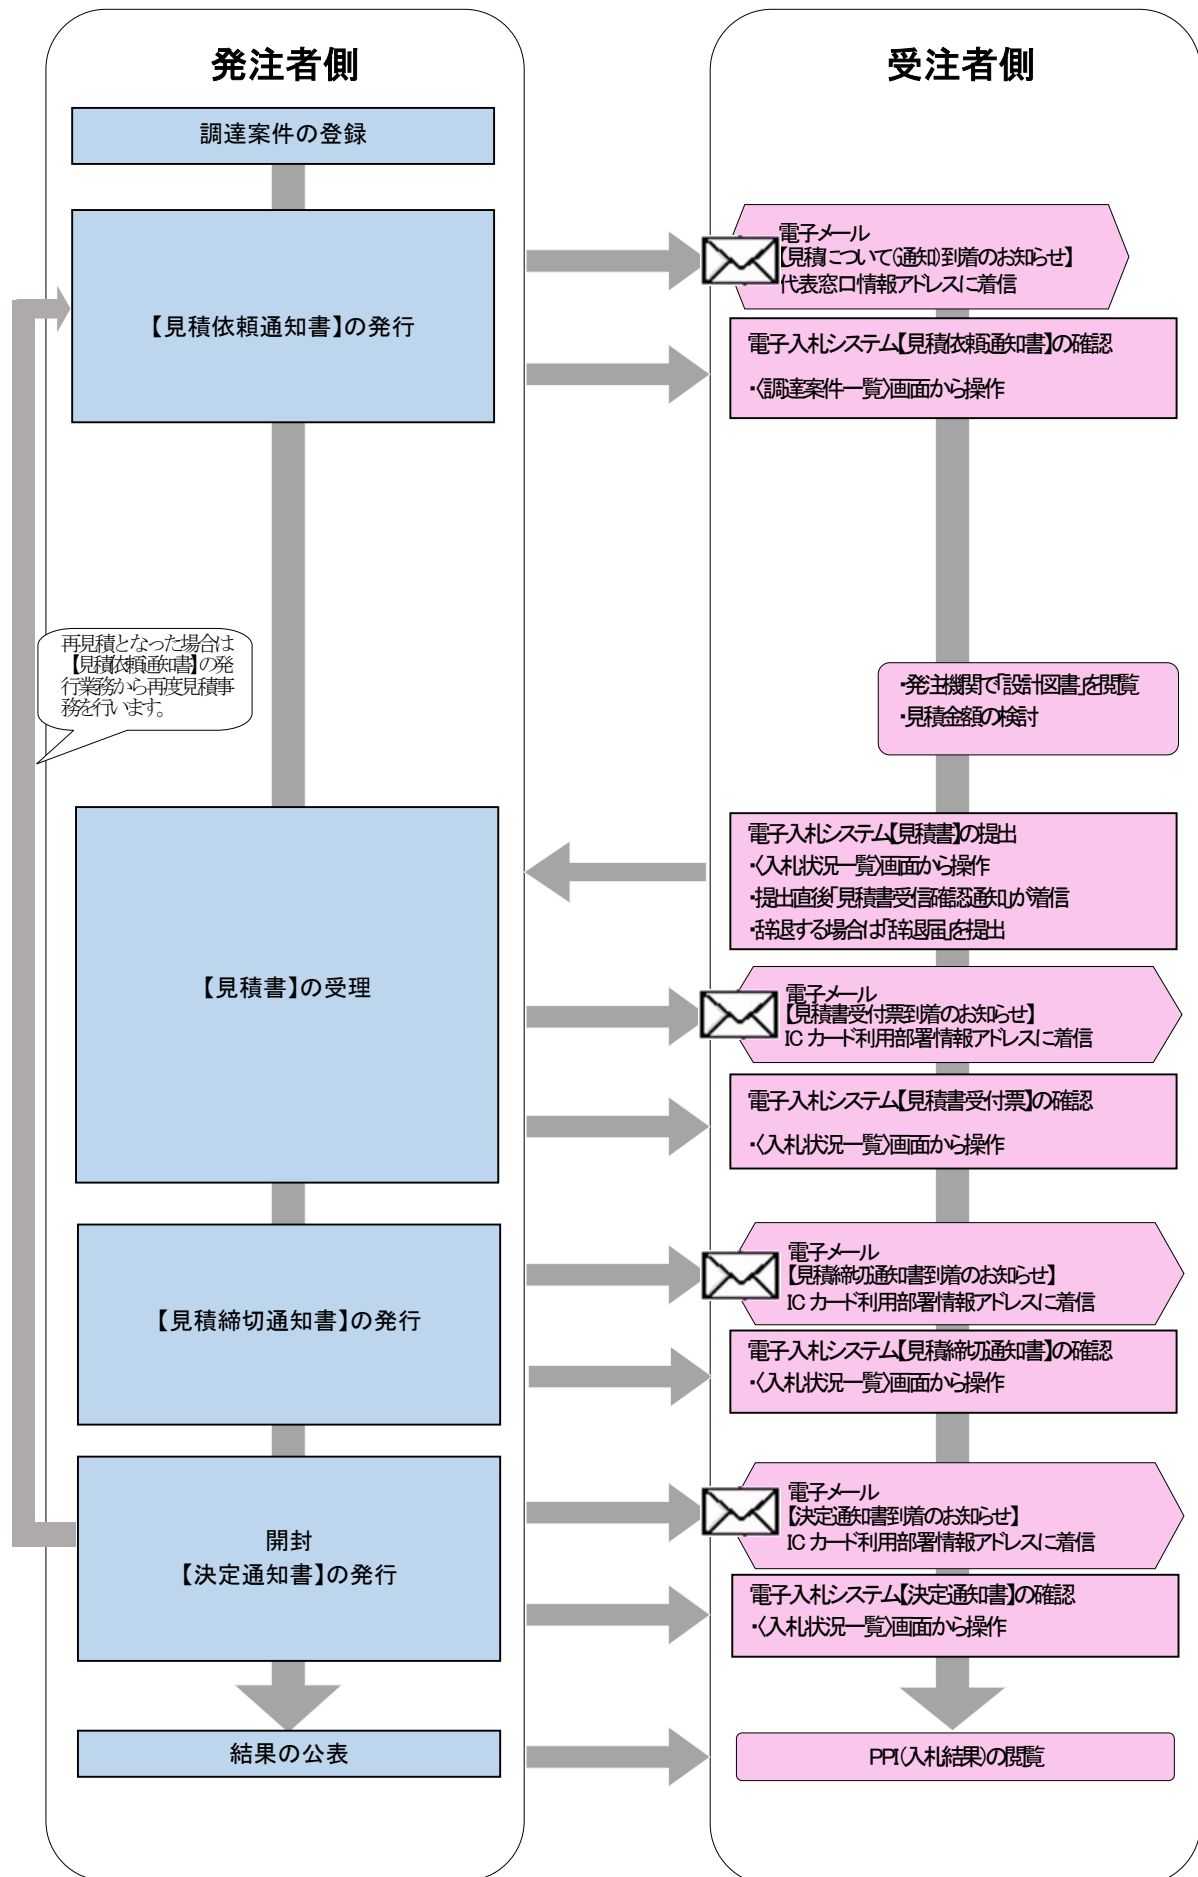 発注者側
受注者側
調達案件の登録
【見積依頼通知書】の発行
電子メール
【見積について(通知)到着のお知らせ】
代表窓口情報アドレスに着信
電子入札システム【見積依頼通知書】の確認
・〈調達案件一覧〉画面から操作
再見積となった場合は
【見積依頼通知書】の発
行業務から再度見積事
務を行います。
・発注機関で「設計図書」を閲覧
・見積金額の検討
【見積書】の受理
電子入札システム【見積書】の提出
・〈入札状況一覧〉画面から操作
・提出直後「見積書受信確認通知」が着信
・辞退する場合は「辞退届」を提出
電子メール
【見積書受付票到着のお知らせ】
IC カード利用部署情報アドレスに着信
電子入札システム【見積書受付票】の確認
・〈入札状況一覧〉画面から操作
【見積締切通知書】の発行
電子メール
【見積締切通知書到着のお知らせ】
IC カード利用部署情報アドレスに着信
電子入札システム【見積締切通知書】の確認
・〈入札状況一覧〉画面から操作
開封
【決定通知書】の発行
電子メール
【決定通知書到着のお知らせ】
IC カード利用部署情報アドレスに着信
電子入札システム【決定通知書】の確認
・〈入札状況一覧〉画面から操作
結果の公表
PPI(入札結果)の閲覧